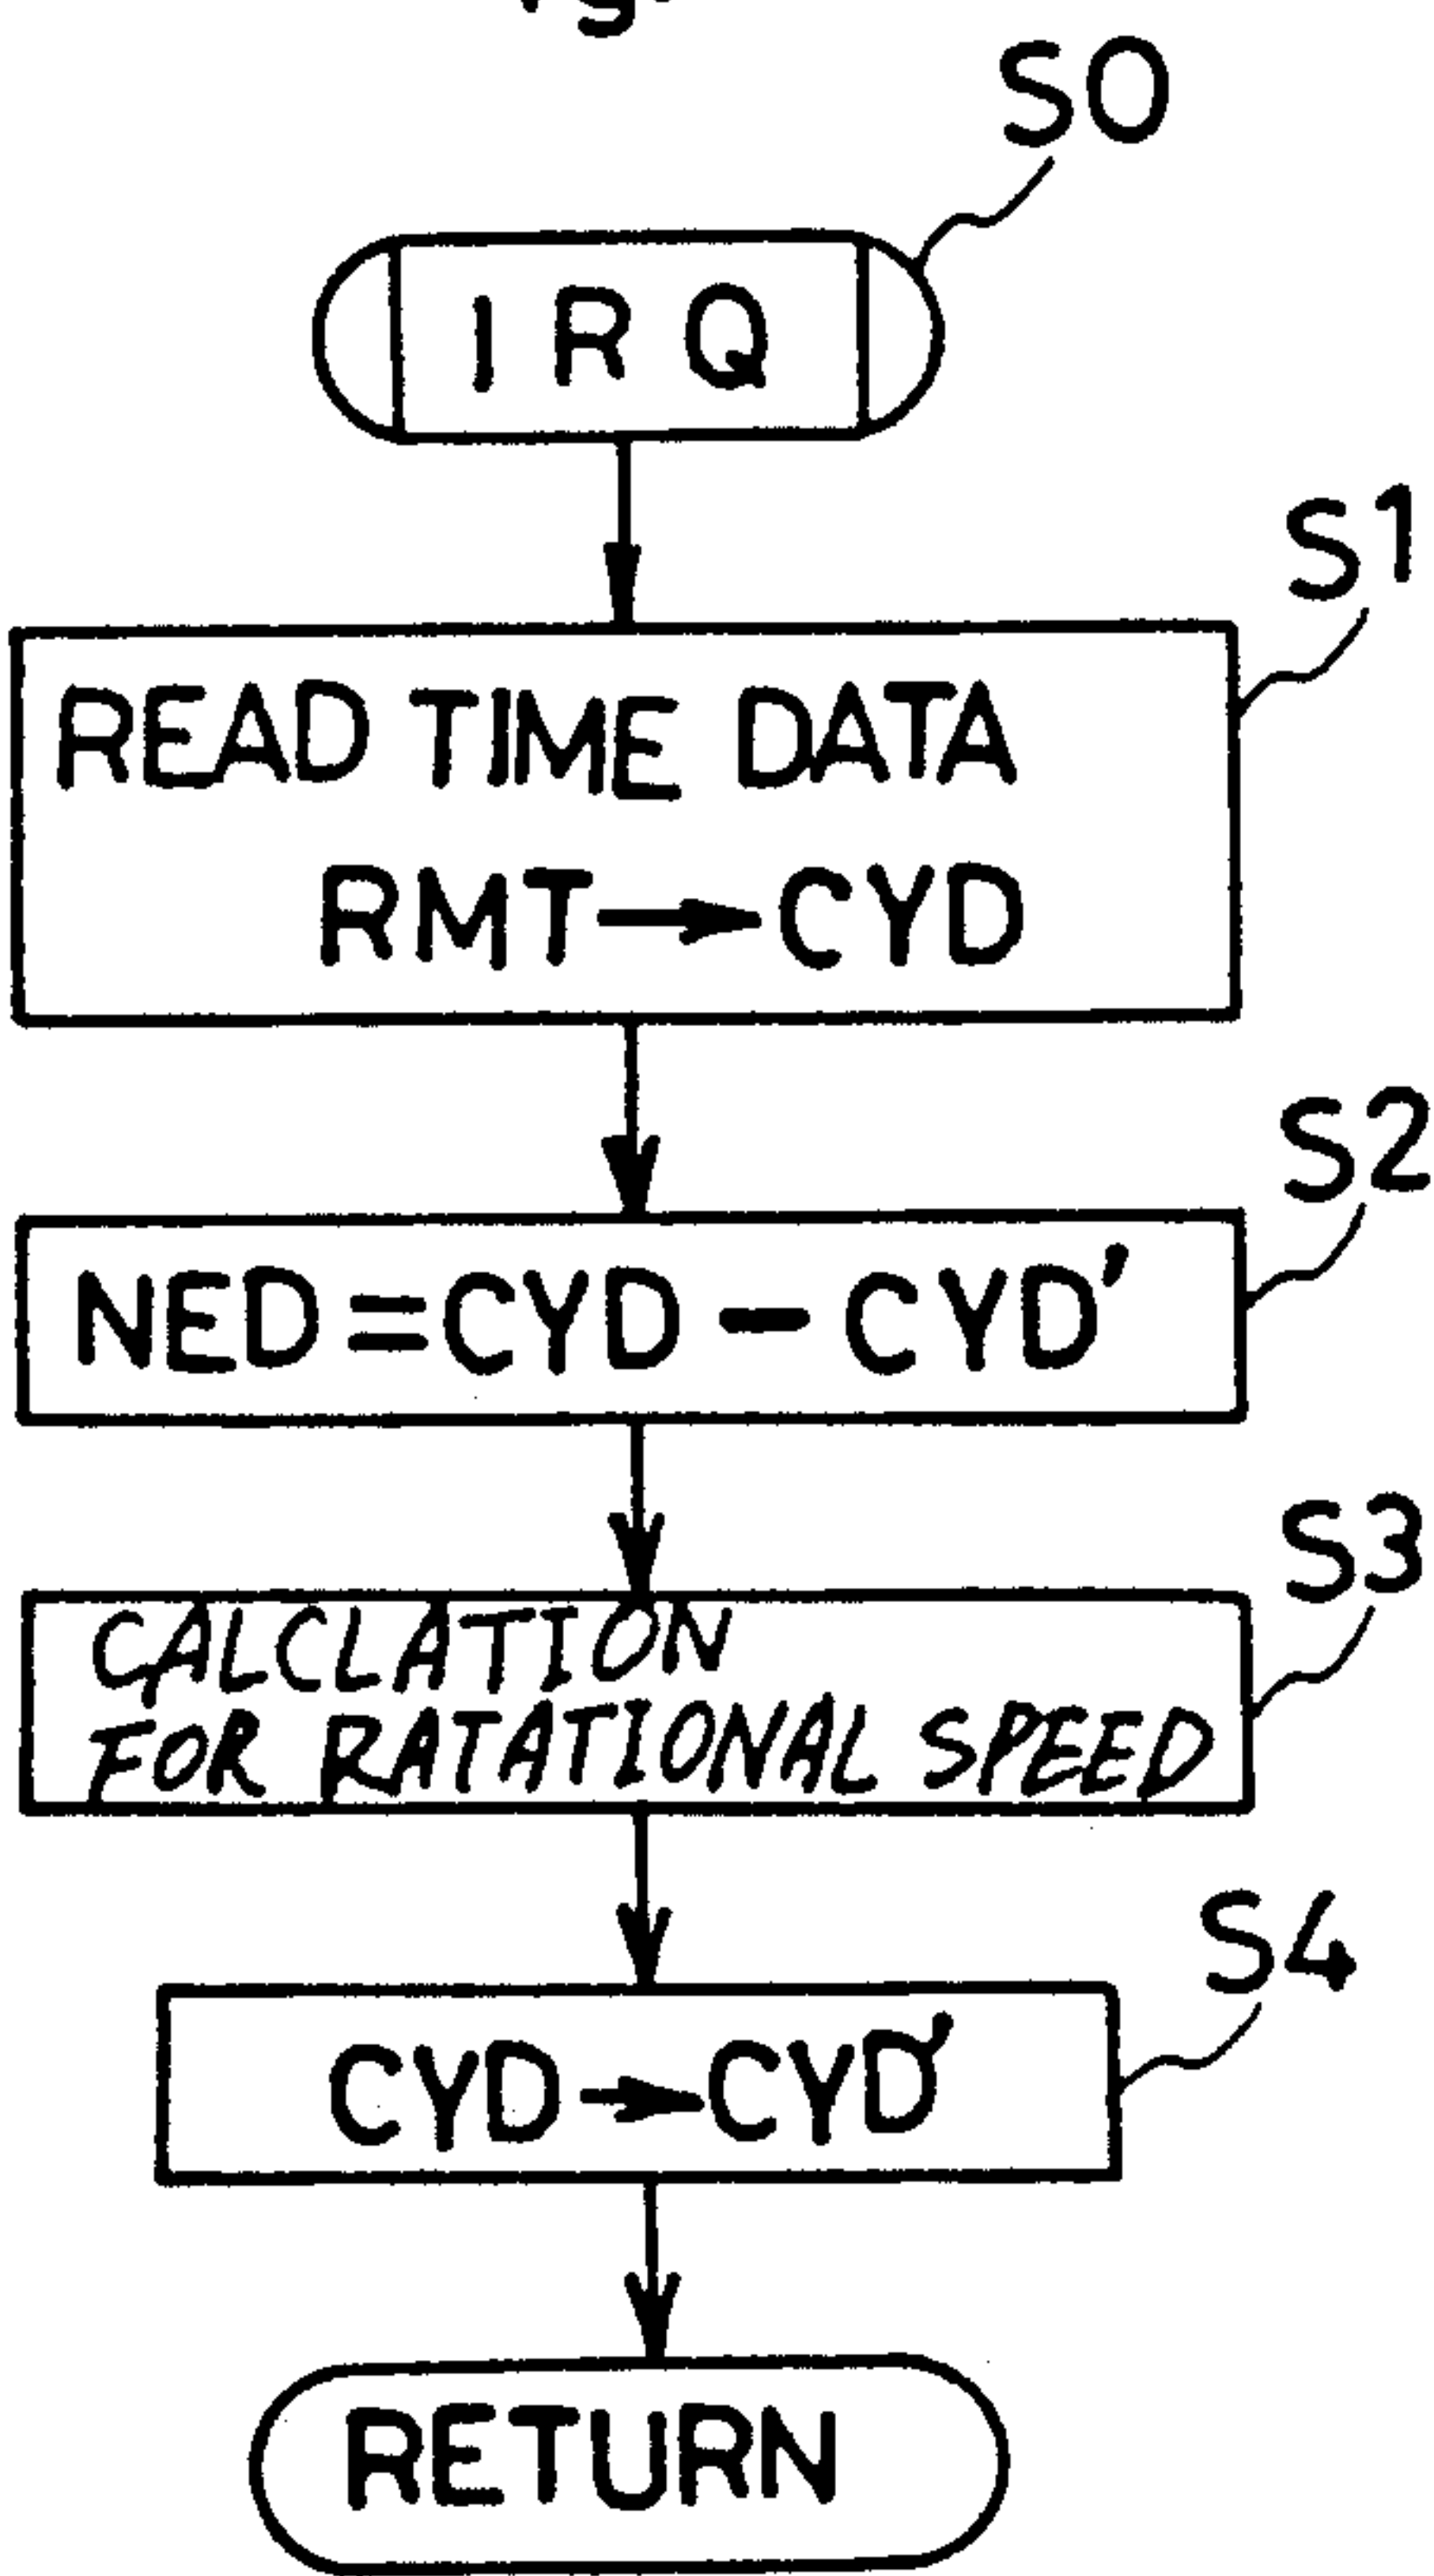 S0
IRQ
S1
READ TIME DATA
RMT→CYD
S2
NED=CYD-CYD'
S3
CALCLATION
FOR RATATIONAL SPEED
S4
CYD→CYD'
RETURN